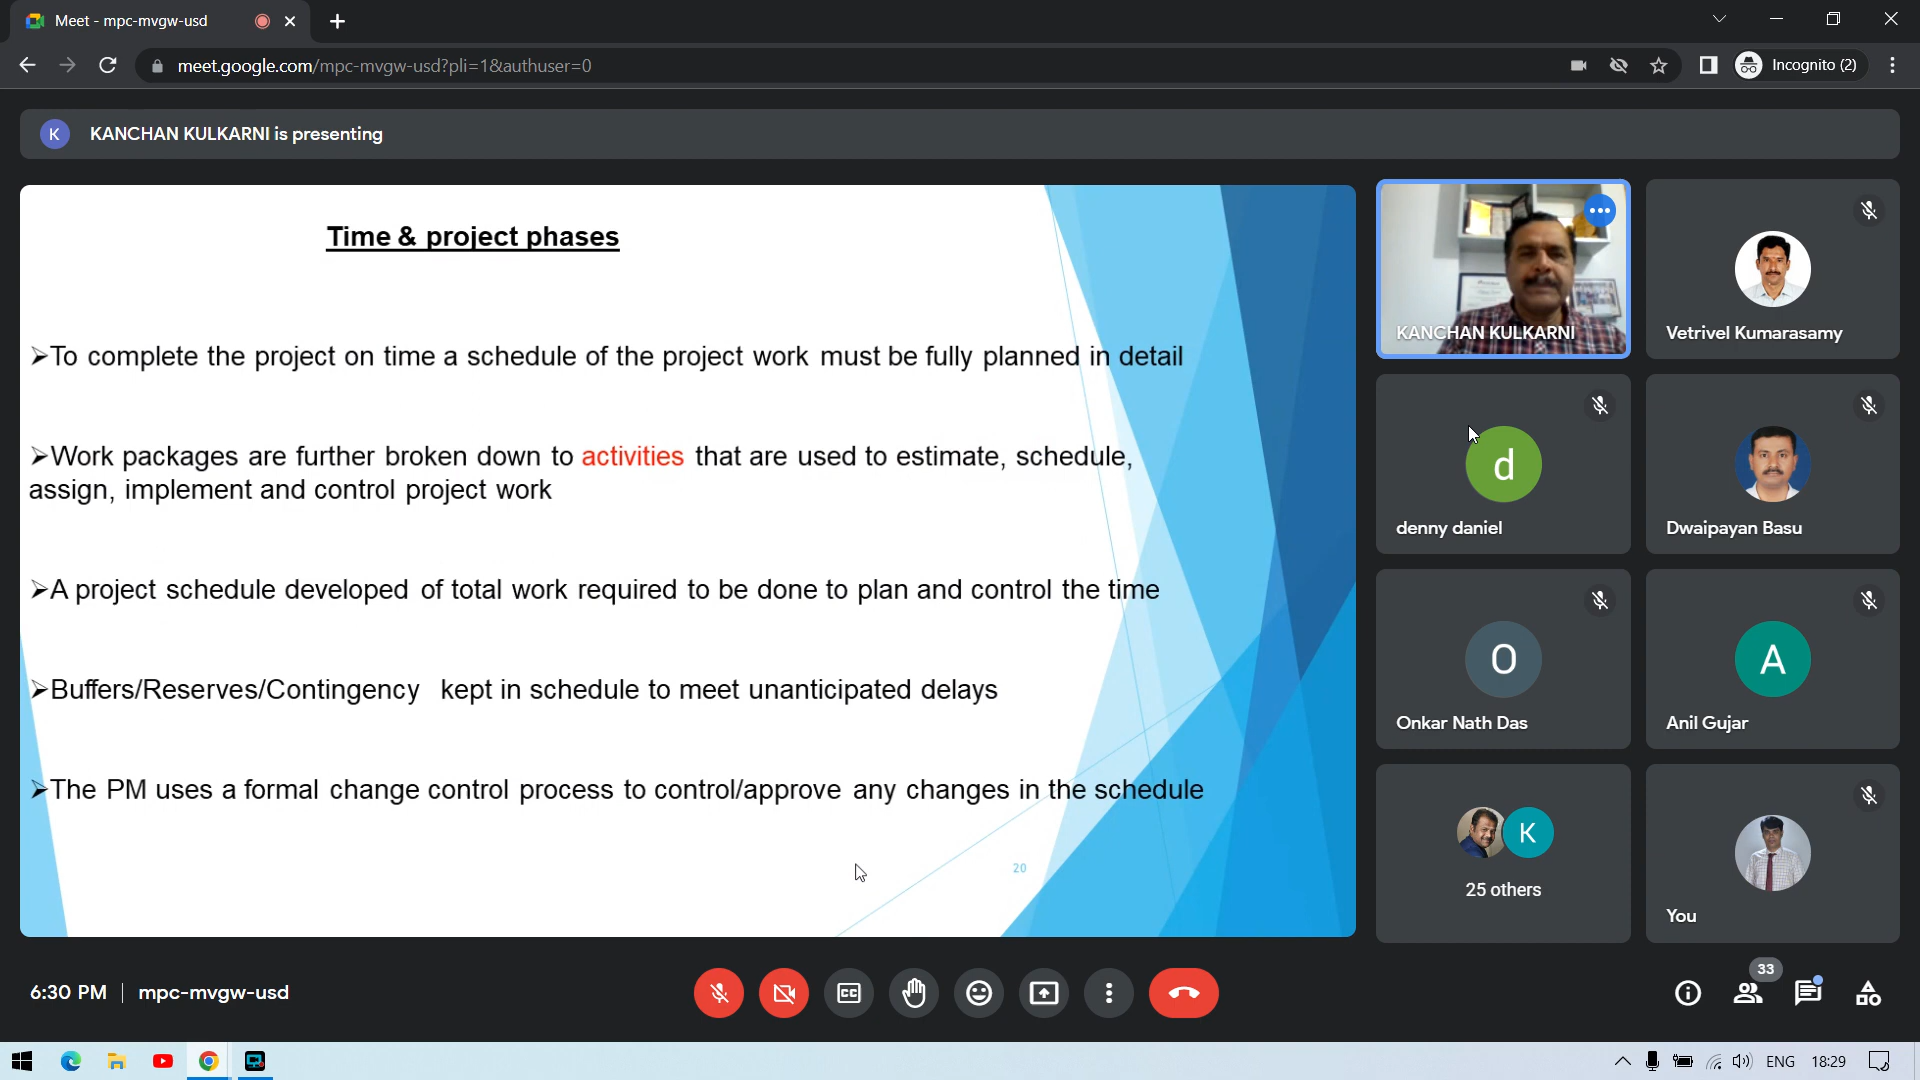 Meet - mpc-mvgw-usd
meet.google.com/mpc-mvgw-usd?pli=1&authuser=0
Incognito (2)
K
KANCHAN KULKARNI is presenting
Time & project phases
➢To complete the project on time a schedule of the project work must be fully planned in detail
➢Work packages are further broken down to activities that are used to estimate, schedule,
assign, implement and control project work
➢A project schedule developed of total work required to be done to plan and control the time
➢Buffers/Reserves/Contingency kept in schedule to meet unanticipated delays
➢The PM uses a formal change control process to control/approve any changes in the schedule
20
KANCHAN KULKARNI
Vetrivel Kumarasamy
d
denny daniel
Dwaipayan Basu
O
Onkar Nath Das
A
Anil Gujar
K
25 others
You
6:30 PM | mpc-mvgw-usd
CC
33
ENG
18:29